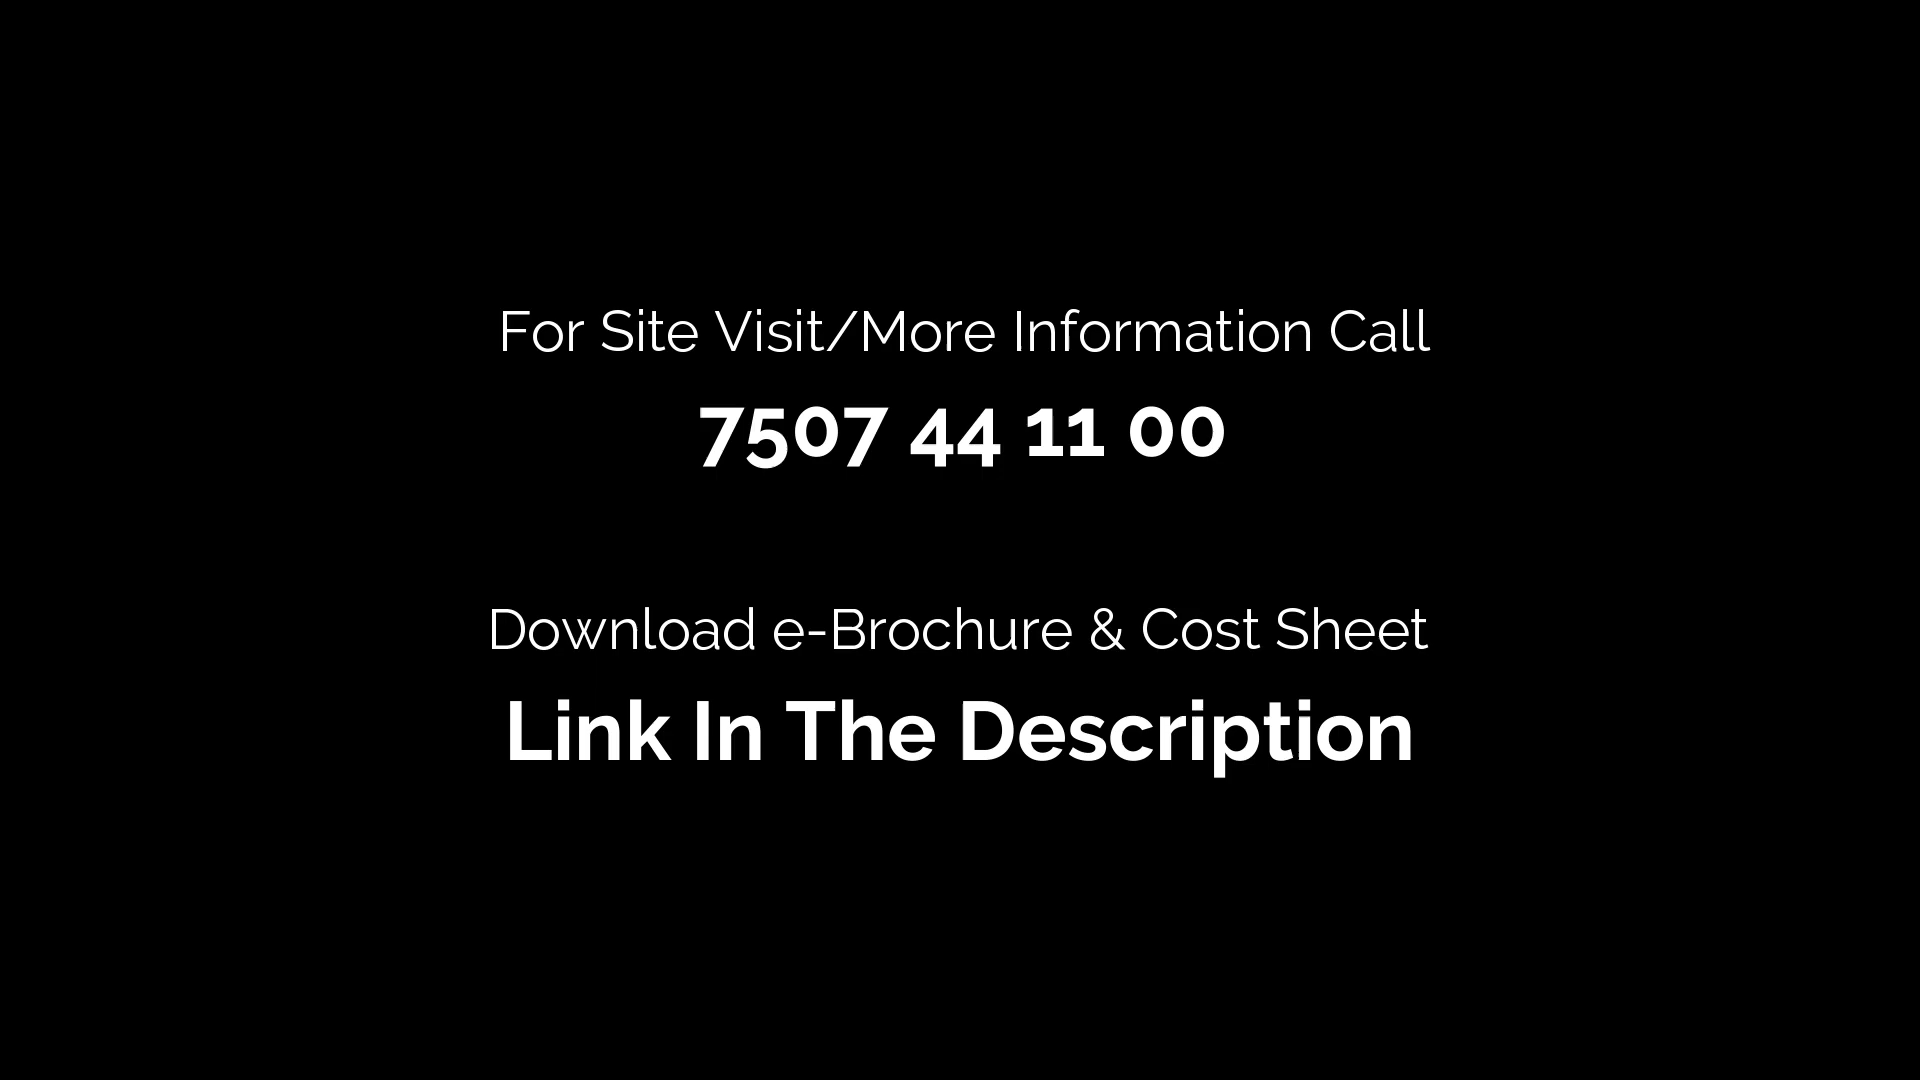 For Site Visit/More Information Call
7507 44 11 00
Download e-Brochure & Cost Sheet
Link In The Description